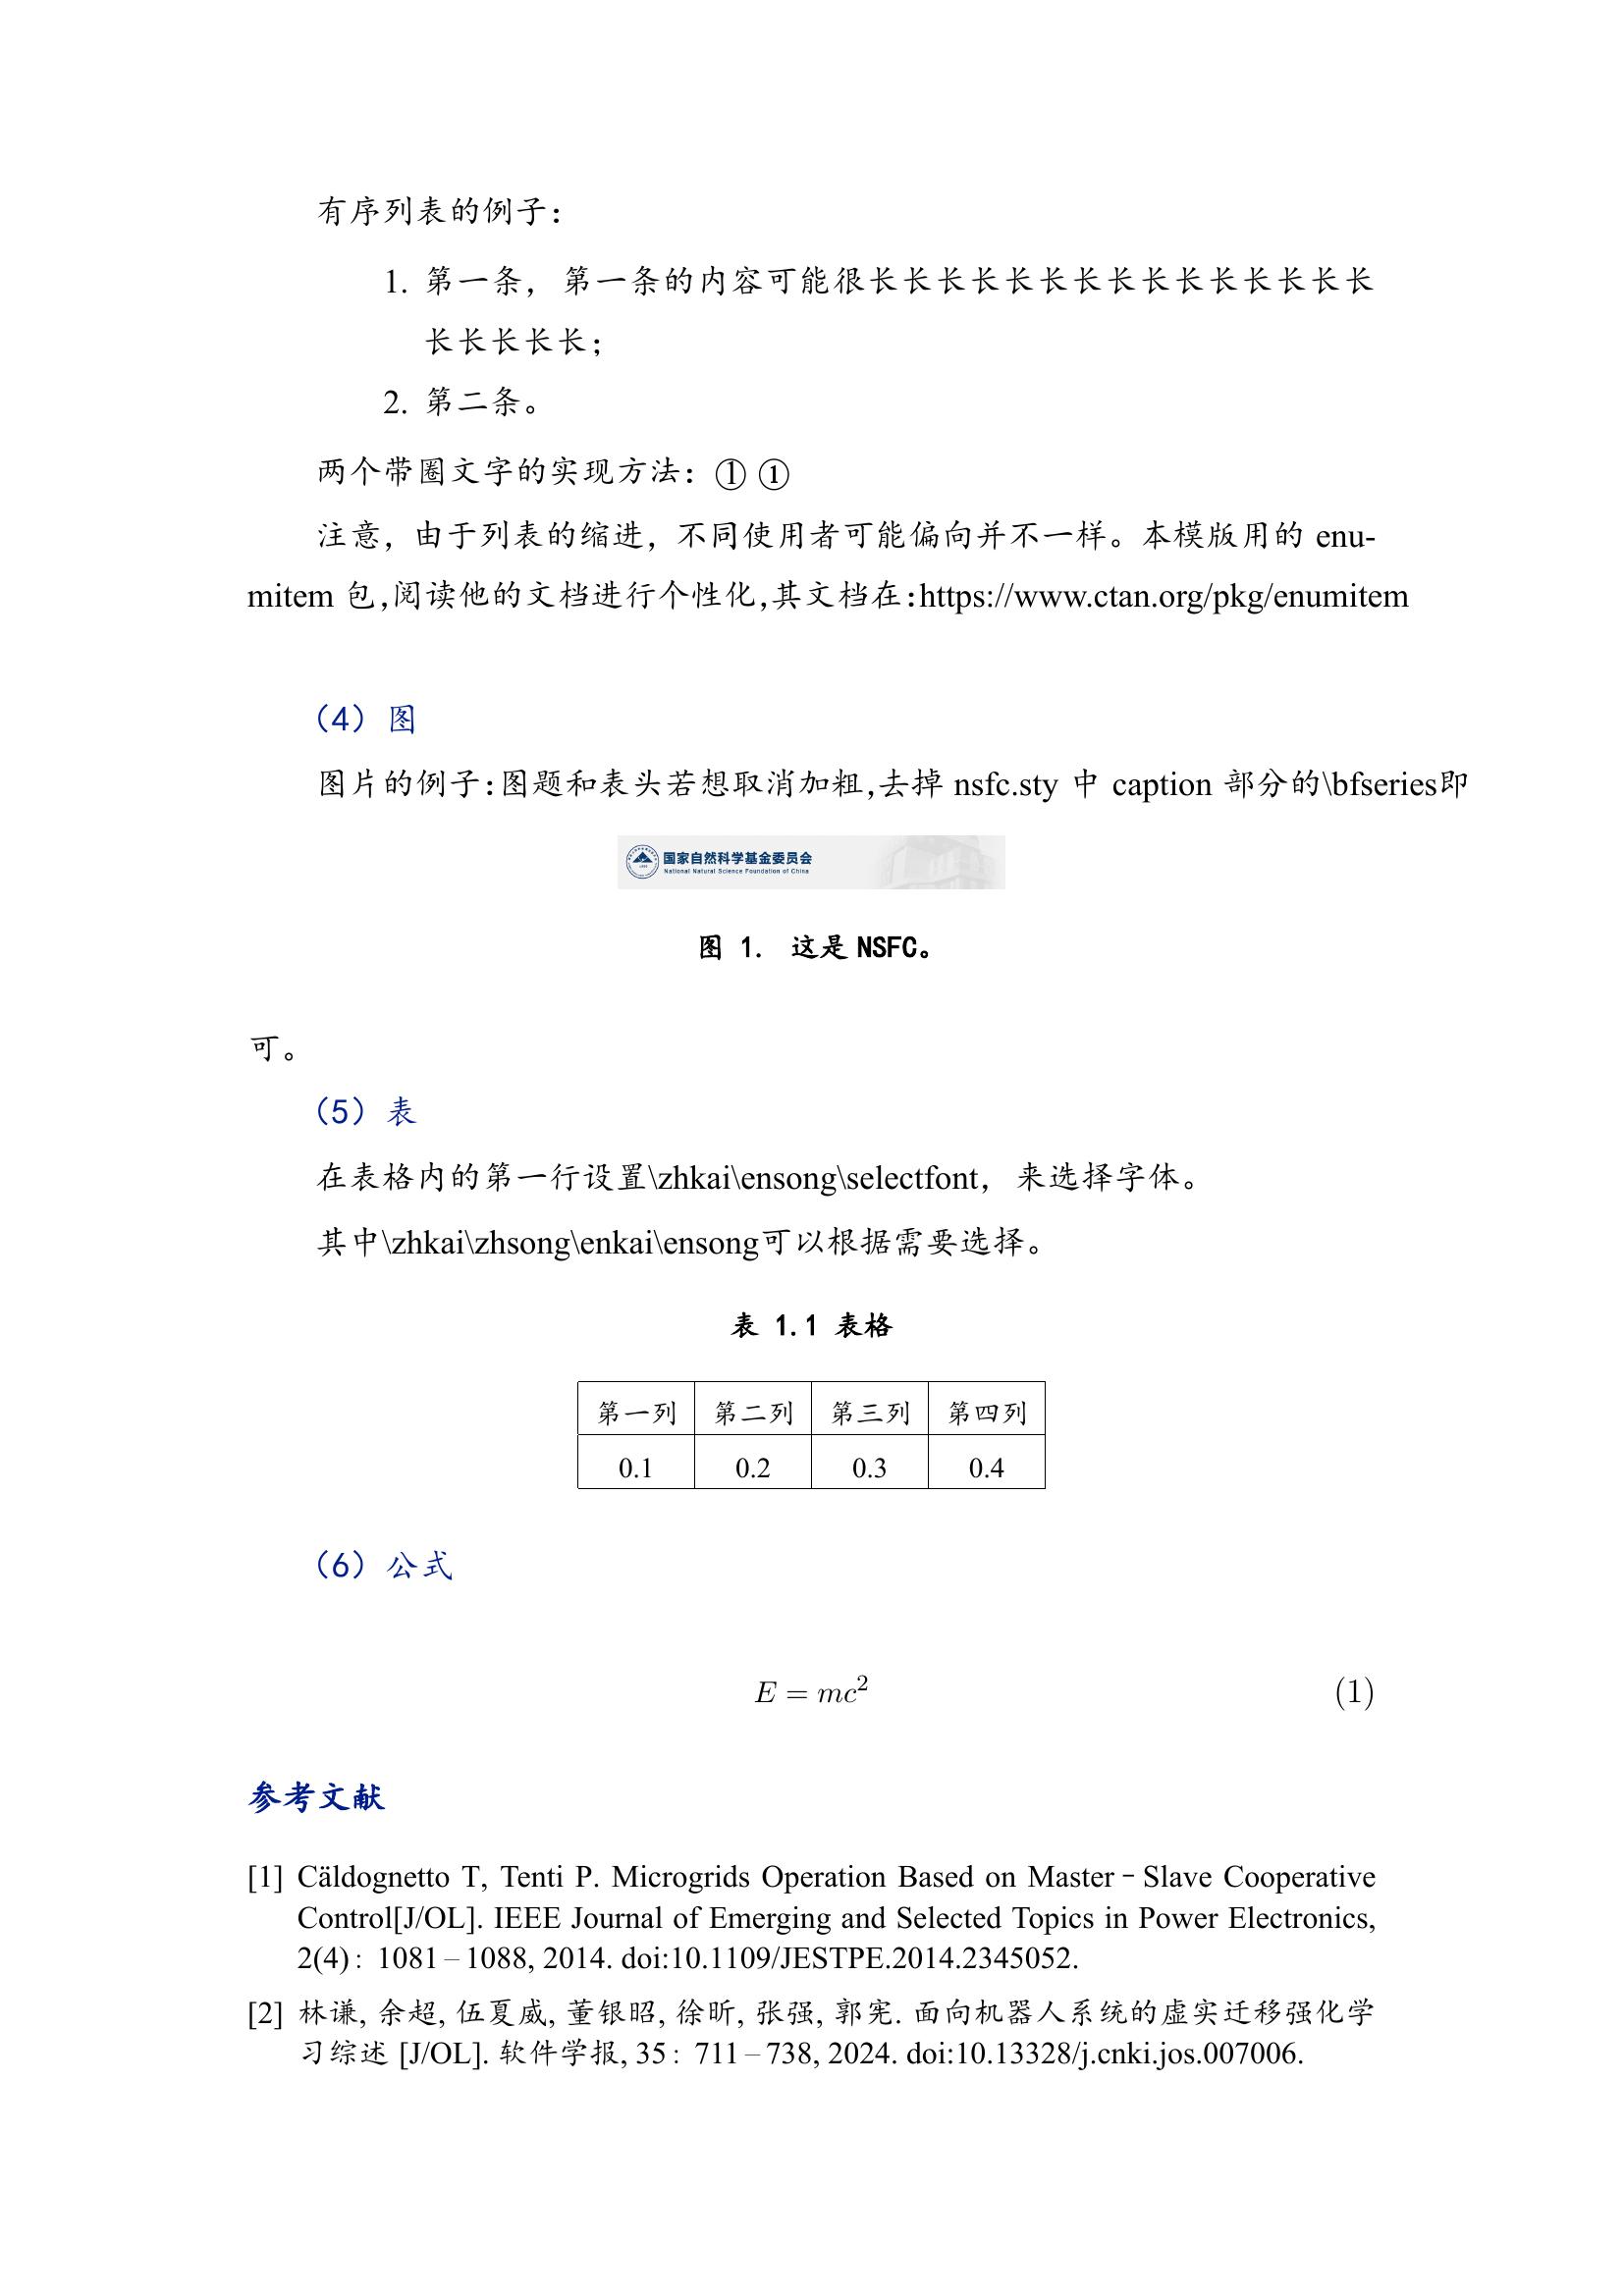 有序列表的例子：
1. 第一条，第一条的内容可能很长长长长长长长长长长长长长长长
长长长长长；
2. 第二条。
两个带圈文字的实现方法：① ①
注意，由于列表的缩进，不同使用者可能偏向并不一样。本模版用的 enu-
mitem 包，阅读他的文档进行个性化，其文档在：https://www.ctan.org/pkg/enumitem
（4）图
图片的例子：图题和表头若想取消加粗，去掉 nsfc.sty 中 caption 部分的\bfseries即
国家自然科学基金委员会
National Natural Science Foundation of China
图 1. 这是 NSFC。
可。
（5）表
在表格内的第一行设置\zhkai\ensong\selectfont，来选择字体。
其中\zhkai\zhsong\enkai\ensong可以根据需要选择。
表 1.1 表格
第一列 第二列 第三列 第四列
0.1 0.2 0.3 0.4
（6）公式
E = mc² (1)
参考文献
[1] Cäldognetto T, Tenti P. Microgrids Operation Based on Master–Slave Cooperative
Control[J/OL]. IEEE Journal of Emerging and Selected Topics in Power Electronics,
2(4): 1081–1088, 2014. doi:10.1109/JESTPE.2014.2345052.
[2] 林谦, 余超, 伍夏威, 董银昭, 徐昕, 张强, 郭宪. 面向机器人系统的虚实迁移强化学
习综述 [J/OL]. 软件学报, 35: 711–738, 2024. doi:10.13328/j.cnki.jos.007006.